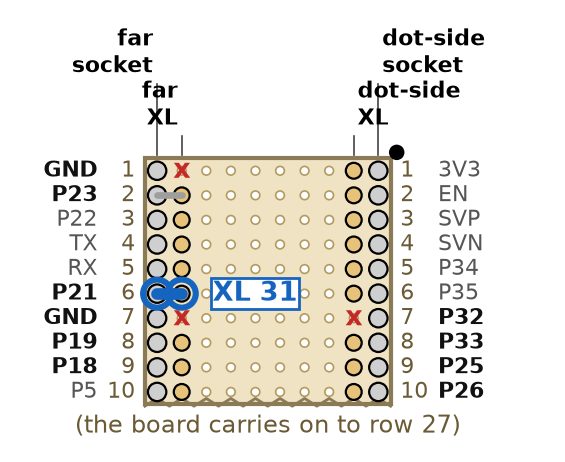 far
socket
far
XL
dot-side
socket
dot-side
XL
GND 1 X 1 3V3
P23 2 2 EN
P22 3 3 SVP
TX 4 4 SVN
RX 5 5 P34
P21 6 XL 31 6 P35
GND 7 X X 7 P32
P19 8 8 P33
P18 9 9 P25
P5 10 10 P26
(the board carries on to row 27)